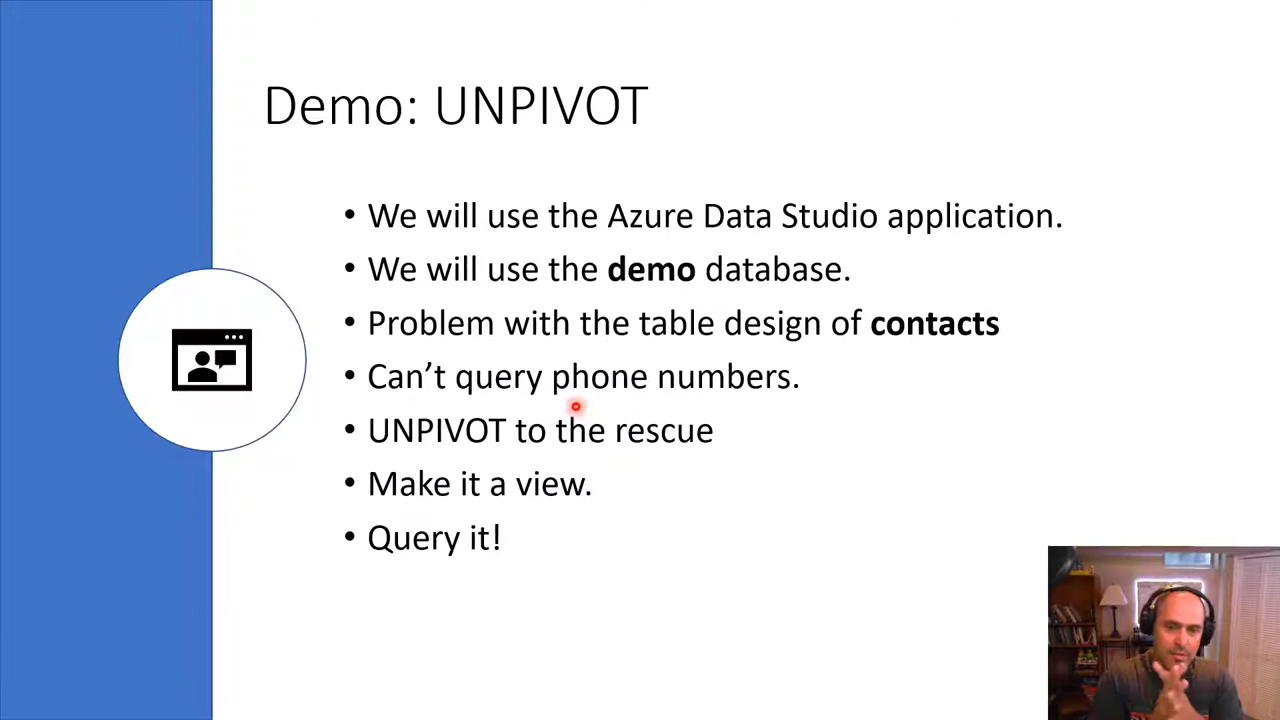 Demo: UNPIVOT
• We will use the Azure Data Studio application.
• We will use the demo database.
• Problem with the table design of contacts
• Can’t query phone numbers.
• UNPIVOT to the rescue
• Make it a view.
• Query it!